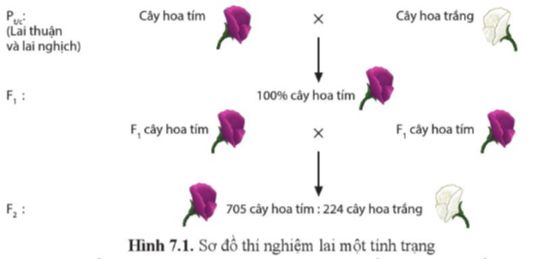 P_t/c: Cây hoa tím × Cây hoa trắng
(Lai thuận
và lai nghịch)
F₁ : 100% cây hoa tím
F₁ cây hoa tím × F₁ cây hoa tím
F₂ : 705 cây hoa tím : 224 cây hoa trắng
Hình 7.1. Sơ đồ thí nghiệm lai một tính trạng